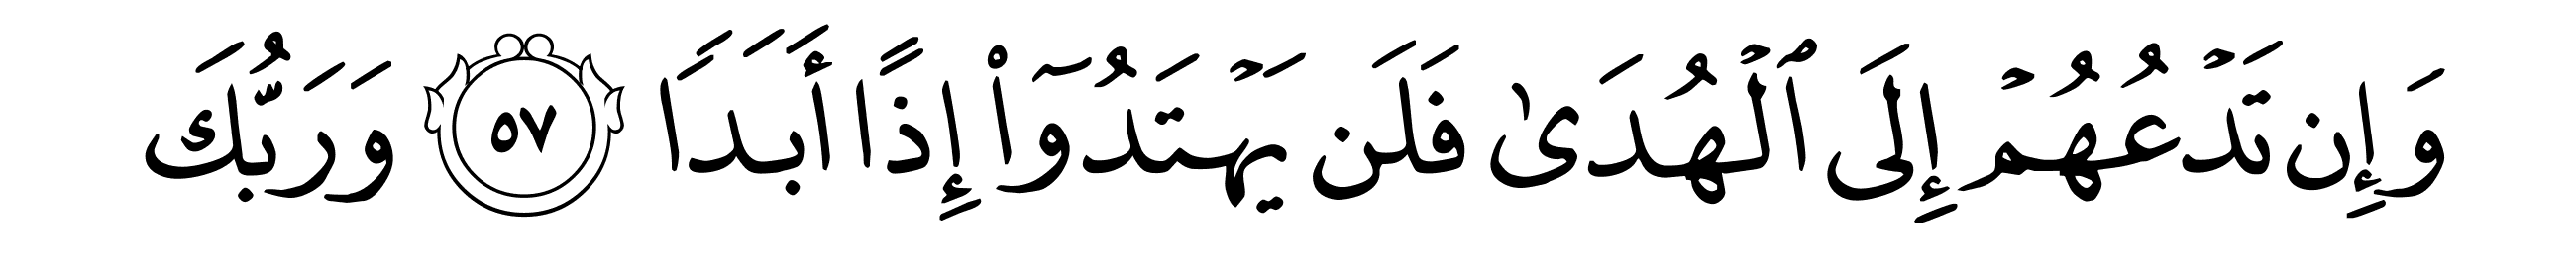 وَإِن تَدۡعُهُمۡ إِلَى ٱلۡهُدَىٰ فَلَن يَهۡتَدُوٓاْ إِذًا أَبَدًا ٥٧ وَرَبُّكَ